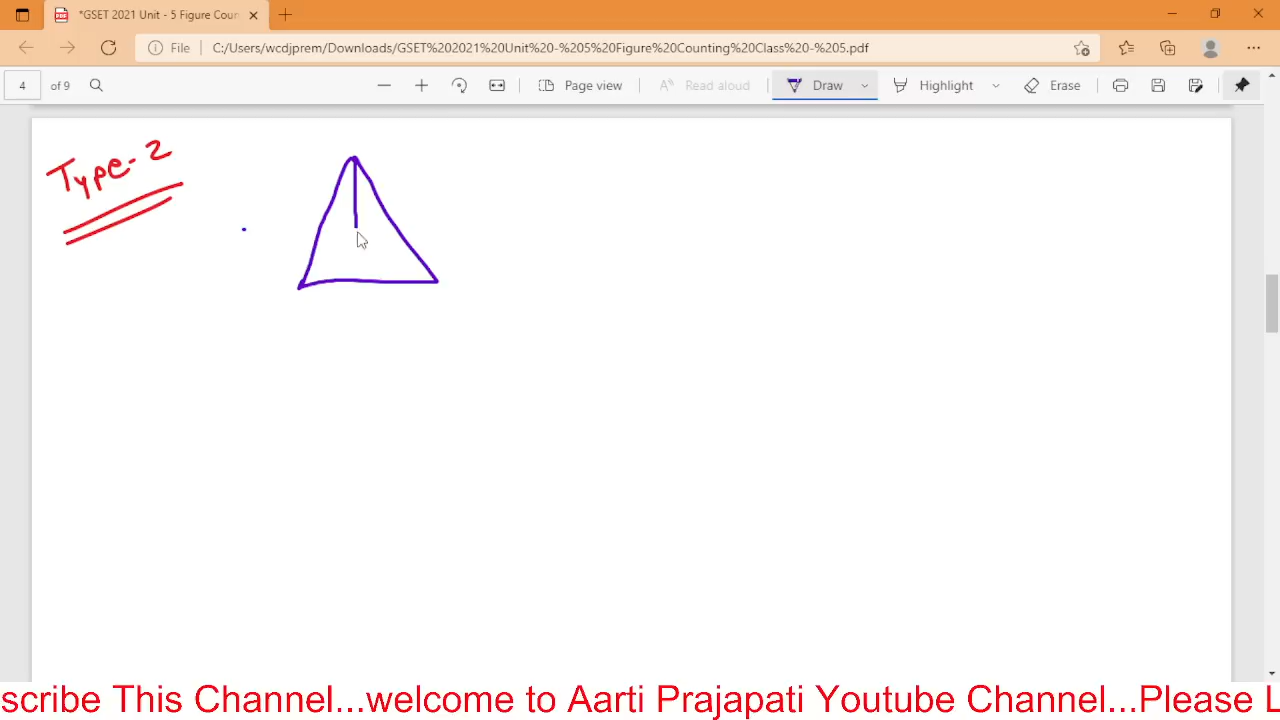 *GSET 2021 Unit - 5 Figure Coun
File
C:/Users/wcdjprem/Downloads/GSET%202021%20Unit%20-%205%20Figure%20Counting%20Class%20-%205.pdf
4 of 9
Page view
Read aloud
Draw
Highlight
Erase
Type-2
scribe This Channel...welcome to Aarti Prajapati Youtube Channel...Please L